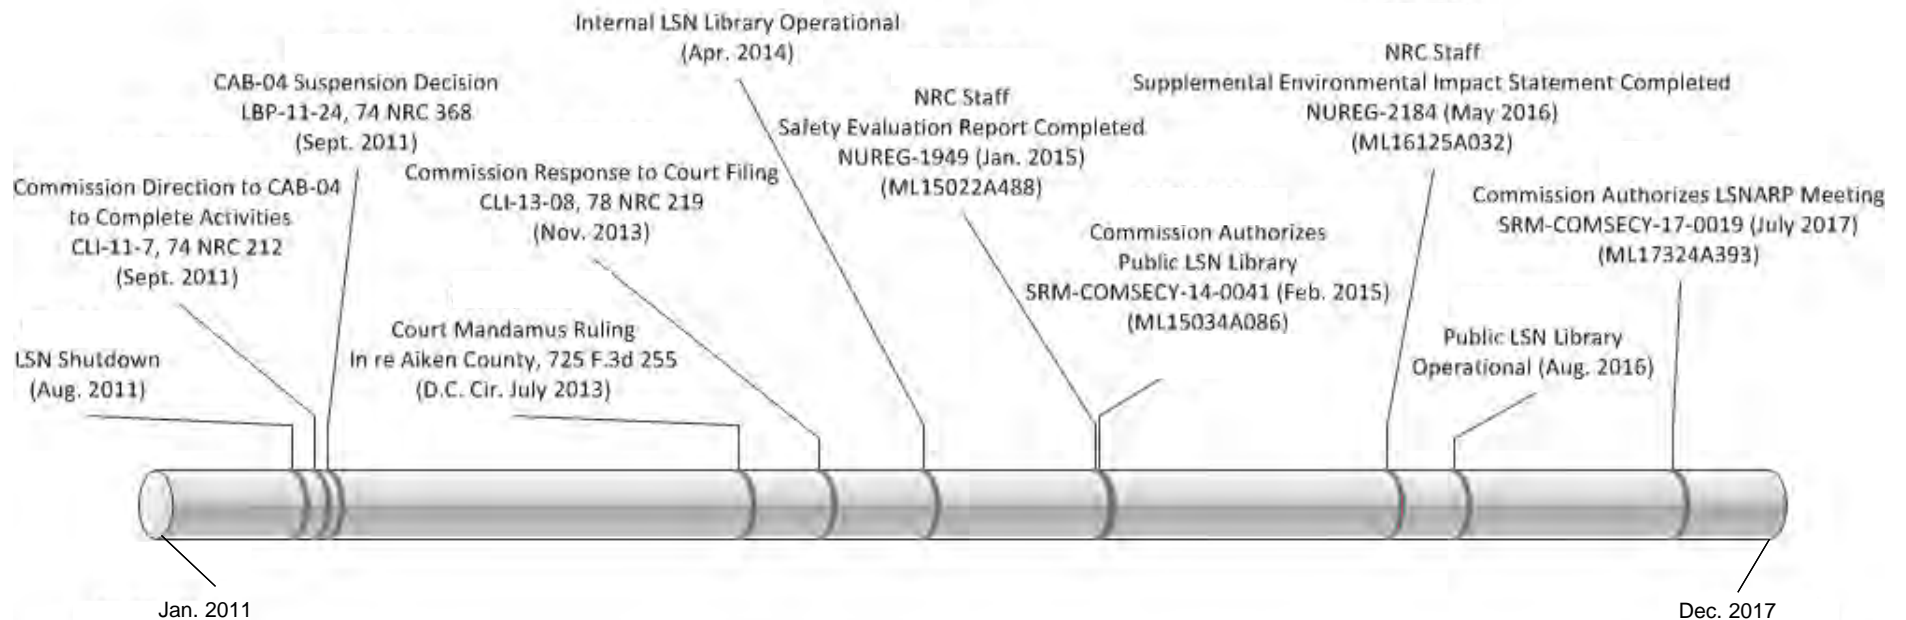 Internal LSN Library Operational
(Apr. 2014)
CAB-04 Suspension Decision
LBP-11-24, 74 NRC 368
(Sept. 2011)
NRC Staff
Safety Evaluation Report Completed
NUREG-1949 (Jan. 2015)
(ML15022A488)
NRC Staff
Supplemental Environmental Impact Statement Completed
NUREG-2184 (May 2016)
(ML16125A032)
Commission Direction to CAB-04
to Complete Activities
CLI-11-7, 74 NRC 212
(Sept. 2011)
Commission Response to Court Filing
CLI-13-08, 78 NRC 219
(Nov. 2013)
Commission Authorizes
Public LSN Library
SRM-COMSECY-14-0041 (Feb. 2015)
(ML15034A086)
Commission Authorizes LSNARP Meeting
SRM-COMSECY-17-0019 (July 2017)
(ML17324A393)
LSN Shutdown
(Aug. 2011)
Court Mandamus Ruling
In re Aiken County, 725 F.3d 255
(D.C. Cir. July 2013)
Public LSN Library
Operational (Aug. 2016)
Jan. 2011
Dec. 2017